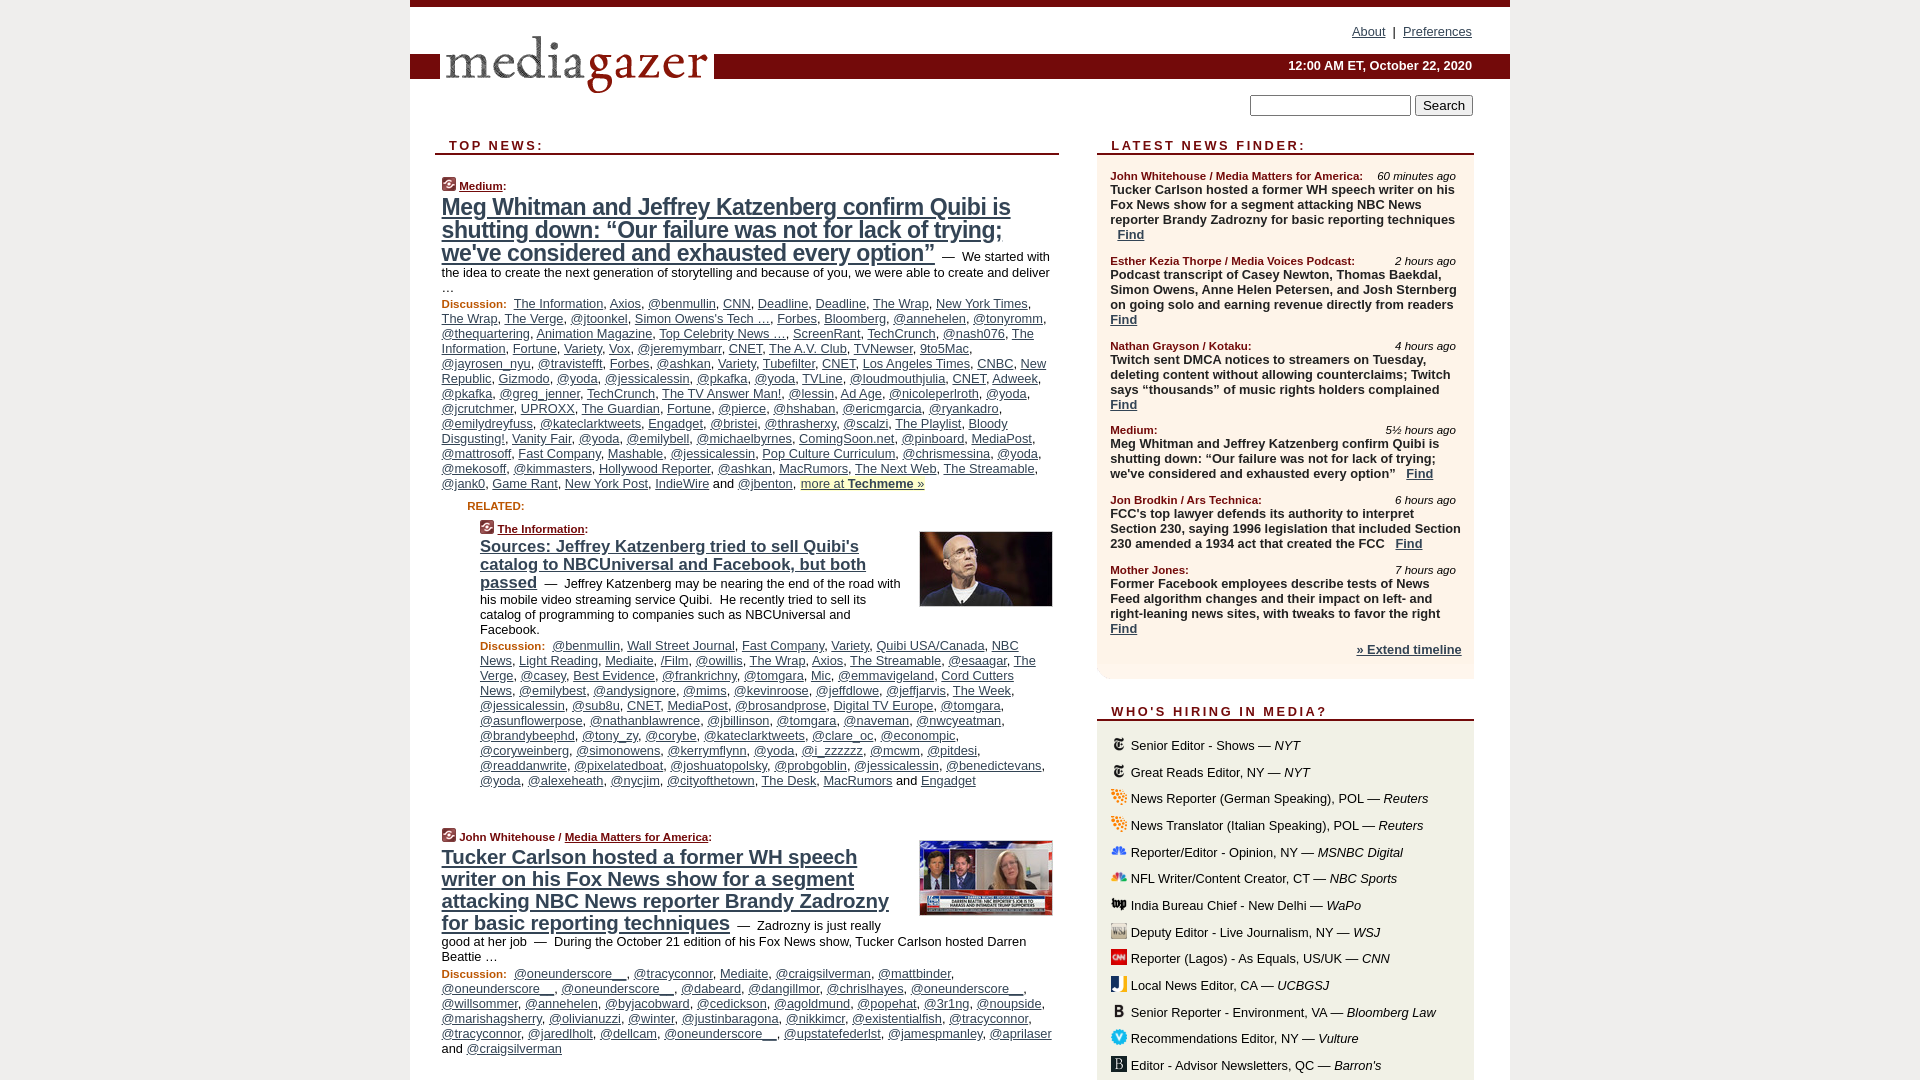 About | Preferences
mediagazer
12:00 AM ET, October 22, 2020
Search
TOP NEWS:
Medium:
Meg Whitman and Jeffrey Katzenberg confirm Quibi is
shutting down: “Our failure was not for lack of trying;
we've considered and exhausted every option” — We started with
the idea to create the next generation of storytelling and because of you, we were able to create and deliver
…
Discussion: The Information, Axios, @benmullin, CNN, Deadline, Deadline, The Wrap, New York Times,
The Wrap, The Verge, @jtoonkel, Simon Owens's Tech …, Forbes, Bloomberg, @annehelen, @tonyromm,
@thequartering, Animation Magazine, Top Celebrity News …, ScreenRant, TechCrunch, @nash076, The
Information, Fortune, Variety, Vox, @jeremymbarr, CNET, The A.V. Club, TVNewser, 9to5Mac,
@jayrosen_nyu, @travistefft, Forbes, @ashkan, Variety, Tubefilter, CNET, Los Angeles Times, CNBC, New
Republic, Gizmodo, @yoda, @jessicalessin, @pkafka, @yoda, TVLine, @loudmouthjulia, CNET, Adweek,
@pkafka, @greg_jenner, TechCrunch, The TV Answer Man!, @lessin, Ad Age, @nicoleperlroth, @yoda,
@jcrutchmer, UPROXX, The Guardian, Fortune, @pierce, @hshaban, @ericmgarcia, @ryankadro,
@emilydreyfuss, @kateclarktweets, Engadget, @bristei, @thrasherxy, @scalzi, The Playlist, Bloody
Disgusting!, Vanity Fair, @yoda, @emilybell, @michaelbyrnes, ComingSoon.net, @pinboard, MediaPost,
@mattrosoff, Fast Company, Mashable, @jessicalessin, Pop Culture Curriculum, @chrismessina, @yoda,
@mekosoff, @kimmasters, Hollywood Reporter, @ashkan, MacRumors, The Next Web, The Streamable,
@jank0, Game Rant, New York Post, IndieWire and @jbenton, more at Techmeme »
RELATED:
The Information:
Sources: Jeffrey Katzenberg tried to sell Quibi's
catalog to NBCUniversal and Facebook, but both
passed — Jeffrey Katzenberg may be nearing the end of the road with
his mobile video streaming service Quibi. He recently tried to sell its
catalog of programming to companies such as NBCUniversal and
Facebook.
Discussion: @benmullin, Wall Street Journal, Fast Company, Variety, Quibi USA/Canada, NBC
News, Light Reading, Mediaite, /Film, @owillis, The Wrap, Axios, The Streamable, @esaagar, The
Verge, @casey, Best Evidence, @frankrichny, @tomgara, Mic, @emmavigeland, Cord Cutters
News, @emilybest, @andysignore, @mims, @kevinroose, @jeffdlowe, @jeffjarvis, The Week,
@jessicalessin, @sub8u, CNET, MediaPost, @brosandprose, Digital TV Europe, @tomgara,
@asunflowerpose, @nathanblawrence, @jbillinson, @tomgara, @naveman, @nwcyeatman,
@brandybeephd, @tony_zy, @corybe, @kateclarktweets, @clare_oc, @econompic,
@coryweinberg, @simonowens, @kerrymflynn, @yoda, @i_zzzzzz, @mcwm, @pitdesi,
@readdanwrite, @pixelatedboat, @joshuatopolsky, @probgoblin, @jessicalessin, @benedictevans,
@yoda, @alexeheath, @nycjim, @cityofthetown, The Desk, MacRumors and Engadget
John Whitehouse / Media Matters for America:
Tucker Carlson hosted a former WH speech
writer on his Fox News show for a segment
attacking NBC News reporter Brandy Zadrozny
for basic reporting techniques — Zadrozny is just really
good at her job — During the October 21 edition of his Fox News show, Tucker Carlson hosted Darren
Beattie …
DARREN BEATTIE: NBC REPORTER'S JOB IS TO
HARASS AND INTIMIDATE TRUMP SUPPORTERS
Discussion: @oneunderscore__, @tracyconnor, Mediaite, @craigsilverman, @mattbinder,
@oneunderscore__, @oneunderscore__, @dabeard, @dangillmor, @chrislhayes, @oneunderscore__,
@willsommer, @annehelen, @byjacobward, @cedickson, @agoldmund, @popehat, @3r1ng, @noupside,
@marishagsherry, @olivianuzzi, @winter, @justinbaragona, @nikkimcr, @existentialfish, @tracyconnor,
@tracyconnor, @jaredlholt, @dellcam, @oneunderscore__, @upstatefederlst, @jamespmanley, @aprilaser
and @craigsilverman
LATEST NEWS FINDER:
John Whitehouse / Media Matters for America: 60 minutes ago
Tucker Carlson hosted a former WH speech writer on his
Fox News show for a segment attacking NBC News
reporter Brandy Zadrozny for basic reporting techniques
Find
Esther Kezia Thorpe / Media Voices Podcast: 2 hours ago
Podcast transcript of Casey Newton, Thomas Baekdal,
Simon Owens, Anne Helen Petersen, and Josh Sternberg
on going solo and earning revenue directly from readers
Find
Nathan Grayson / Kotaku: 4 hours ago
Twitch sent DMCA notices to streamers on Tuesday,
deleting content without allowing counterclaims; Twitch
says “thousands” of music rights holders complained
Find
Medium: 5½ hours ago
Meg Whitman and Jeffrey Katzenberg confirm Quibi is
shutting down: “Our failure was not for lack of trying;
we've considered and exhausted every option” Find
Jon Brodkin / Ars Technica: 6 hours ago
FCC's top lawyer defends its authority to interpret
Section 230, saying 1996 legislation that included Section
230 amended a 1934 act that created the FCC Find
Mother Jones: 7 hours ago
Former Facebook employees describe tests of News
Feed algorithm changes and their impact on left- and
right-leaning news sites, with tweaks to favor the right
Find
» Extend timeline
WHO'S HIRING IN MEDIA?
Senior Editor - Shows — NYT
Great Reads Editor, NY — NYT
News Reporter (German Speaking), POL — Reuters
News Translator (Italian Speaking), POL — Reuters
Reporter/Editor - Opinion, NY — MSNBC Digital
NFL Writer/Content Creator, CT — NBC Sports
India Bureau Chief - New Delhi — WaPo
Deputy Editor - Live Journalism, NY — WSJ
Reporter (Lagos) - As Equals, US/UK — CNN
Local News Editor, CA — UCBGSJ
Senior Reporter - Environment, VA — Bloomberg Law
Recommendations Editor, NY — Vulture
Editor - Advisor Newsletters, QC — Barron's